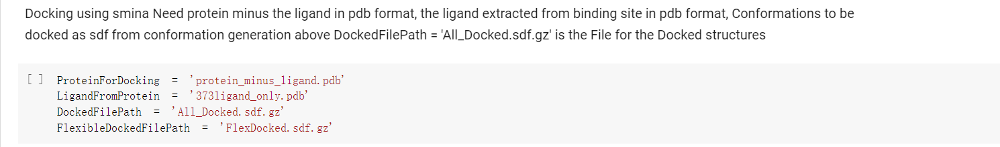 Docking using smina Need protein minus the ligand in pdb format, the ligand extracted from binding site in pdb format, Conformations to be
docked as sdf from conformation generation above DockedFilePath = 'All_Docked.sdf.gz' is the File for the Docked structures
[ ] ProteinForDocking = 'protein_minus_ligand.pdb'
LigandFromProtein = '373ligand_only.pdb'
DockedFilePath = 'All_Docked.sdf.gz'
FlexibleDockedFilePath = 'FlexDocked.sdf.gz'